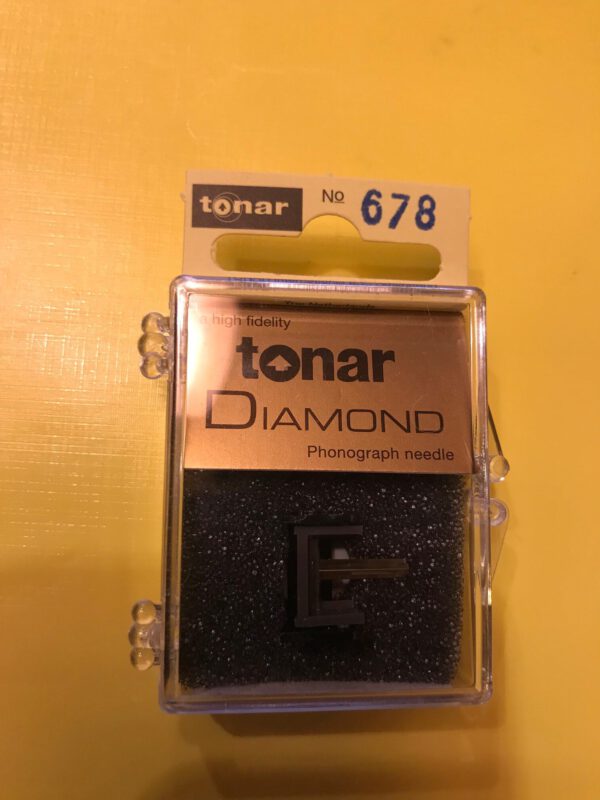 tonar No 678
a high fidelity
tonar
DIAMOND
Phonograph needle